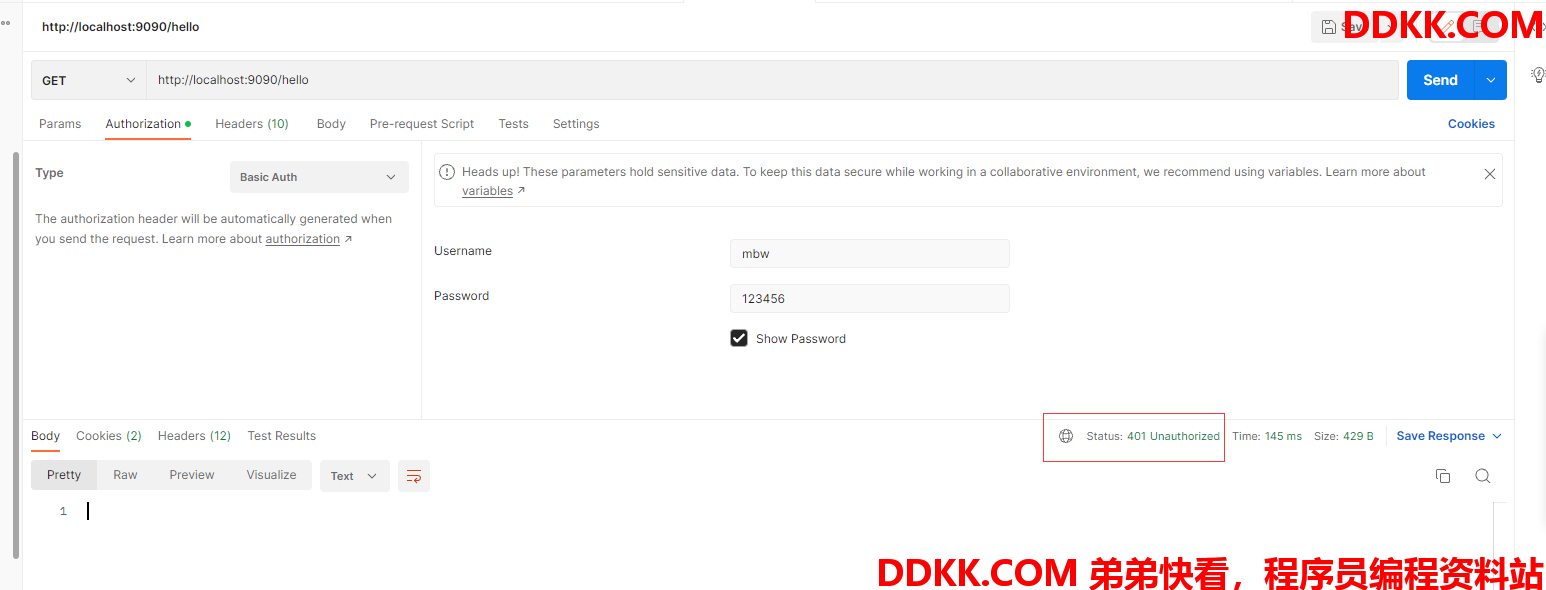 http://localhost:9090/hello
DDKK.COM
GET
http://localhost:9090/hello
Send
Params
Authorization
Headers (10)
Body
Pre-request Script
Tests
Settings
Cookies
Type
Basic Auth
The authorization header will be automatically generated when
you send the request. Learn more about authorization ↗
Heads up! These parameters hold sensitive data. To keep this data secure while working in a collaborative environment, we recommend using variables. Learn more about
variables ↗
Username
mbw
Password
123456
Show Password
Body
Cookies (2)
Headers (12)
Test Results
Status: 401 Unauthorized
Time: 145 ms
Size: 429 B
Save Response
Pretty
Raw
Preview
Visualize
Text
1
DDKK.COM 弟弟快看，程序员编程资料站